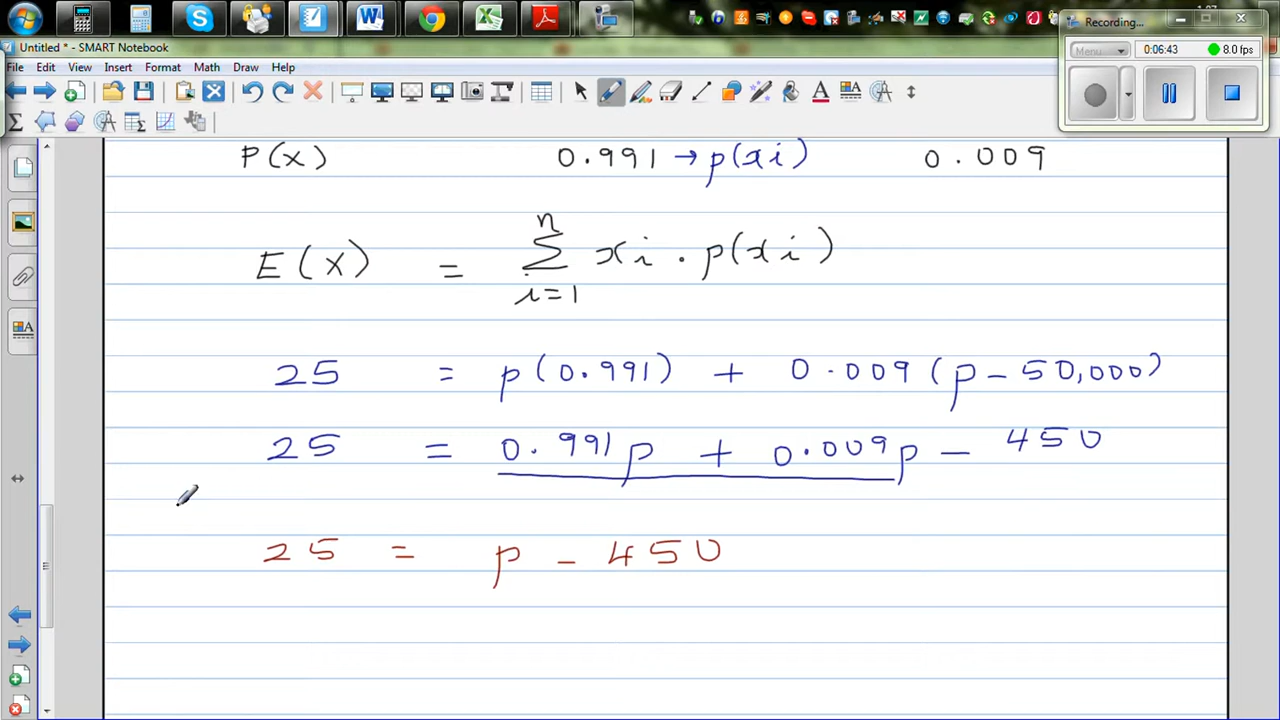 Recording...
Untitled * - SMART Notebook
Menu
0:06:43
8.0 fps
File Edit View Insert Format Math Draw Help
P(x) 0.991 → p(xi) 0.009
E(X) = n Σ i=1 xi . p(xi)
25 = p(0.991) + 0.009(p - 50,000)
25 = 0.991p + 0.009p - 450
25 = p - 450